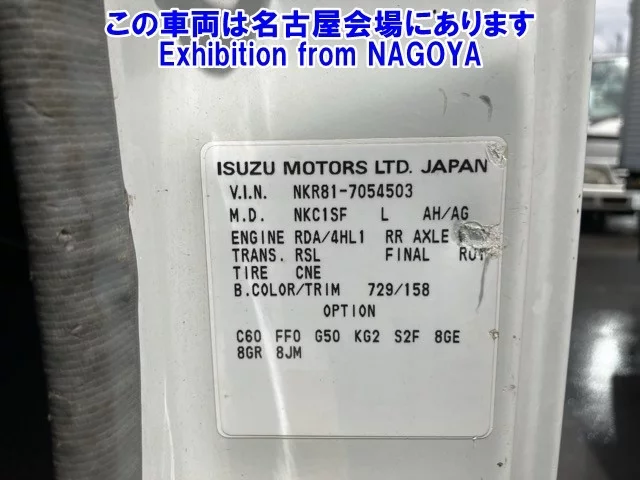 この車両は名古屋会場にあります
Exhibition from NAGOYA
ISUZU MOTORS LTD. JAPAN
V.I.N. NKR81-7054503
M.D. NKC1SF L AH/AG
ENGINE RDA/4HL1 RR AXLE
TRANS. RSL FINAL
TIRE CNE
B.COLOR/TRIM 729/158
OPTION
C60 FF0 G50 KG2 S2F 8GE
8GR 8JM